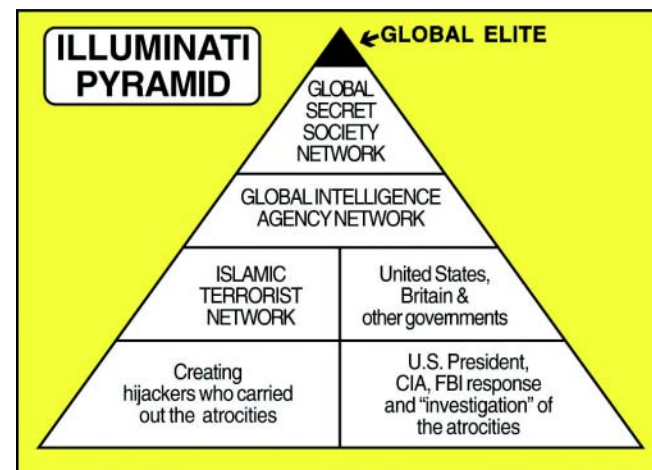 ILLUMINATI
PYRAMID
GLOBAL ELITE
GLOBAL
SECRET
SOCIETY
NETWORK
GLOBAL INTELLIGENCE
AGENCY NETWORK
ISLAMIC
TERRORIST
NETWORK
United States,
Britain &
other governments
Creating
hijackers who carried
out the atrocities
U.S. President,
CIA, FBI response
and “investigation” of
the atrocities